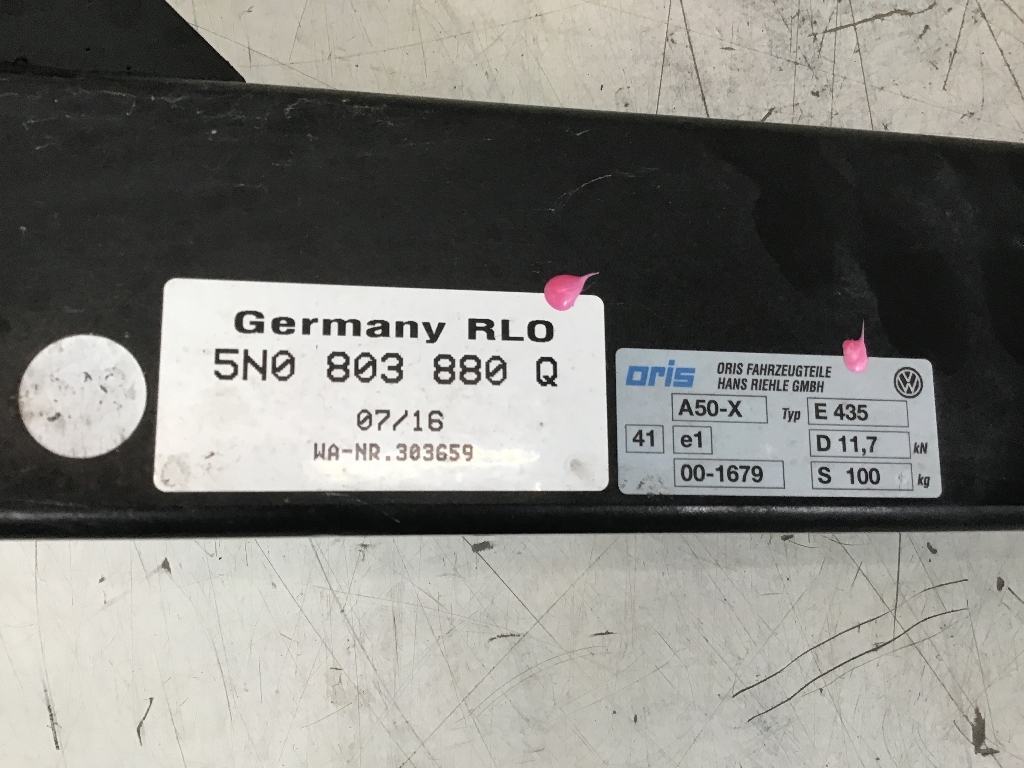 Germany RLO
5N0 803 880 Q
07/16
WA-NR.303659
oris ORIS FAHRZEUGTEILE
HANS RIEHLE GMBH
A50-X Typ E 435
41 e1 D 11,7 kN
00-1679 S 100 kg